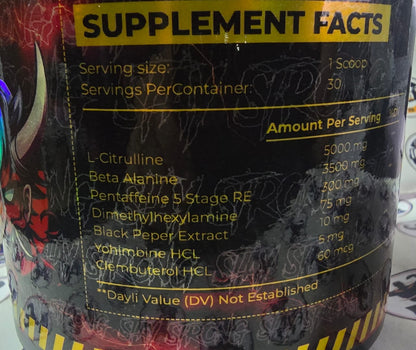 SUPPLEMENT FACTS
Serving size: 1 Scoop
Servings PerContainer: 30
Amount Per Serving
L-Citrulline 5000 mg
Beta Alanine 3500 mg
Pentaffeine 5 Stage RE 300 mg
Dimethylhexylamine 75 mg
Black Peper Extract 10 mg
Yohimbine HCL 5 mg
Clembuterol HCL 60 mcg
**Dayli Value (DV) Not Established